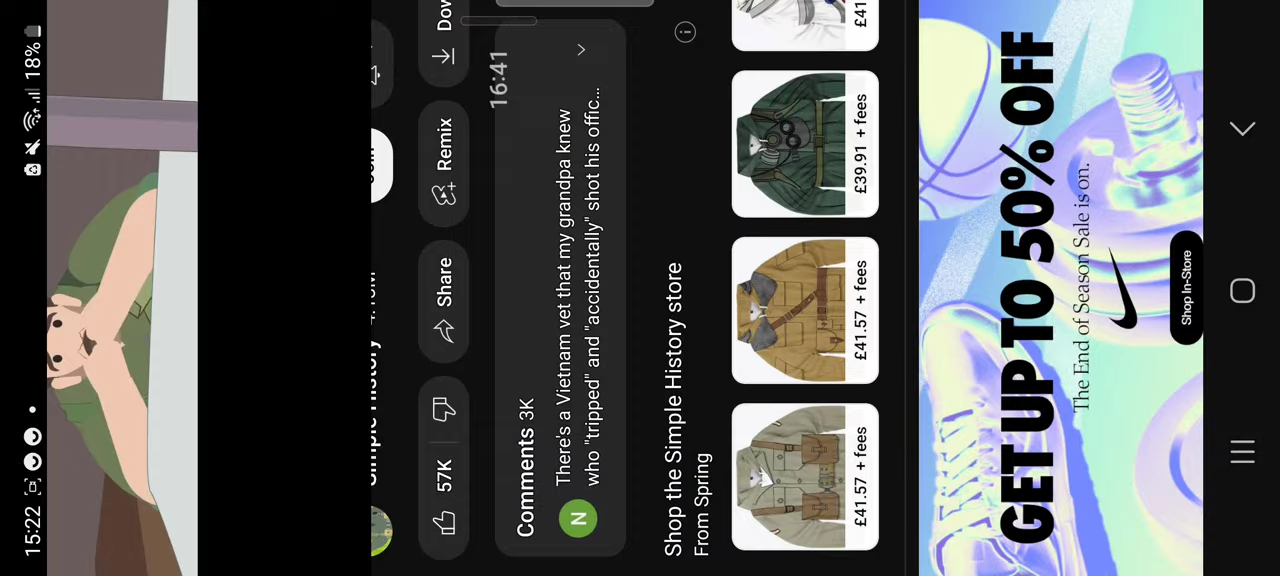 15:22
18%
16:41
57K
Share
Remix
Comments 3K
N
There's a Vietnam vet that my grandpa knew
who "tripped" and "accidentally" shot his offic...
Shop the Simple History store
From Spring
£41.57 + fees
£41.57 + fees
£39.91 + fees
£41
GET UP TO 50% OFF
The End of Season Sale is on.
Shop In-Store